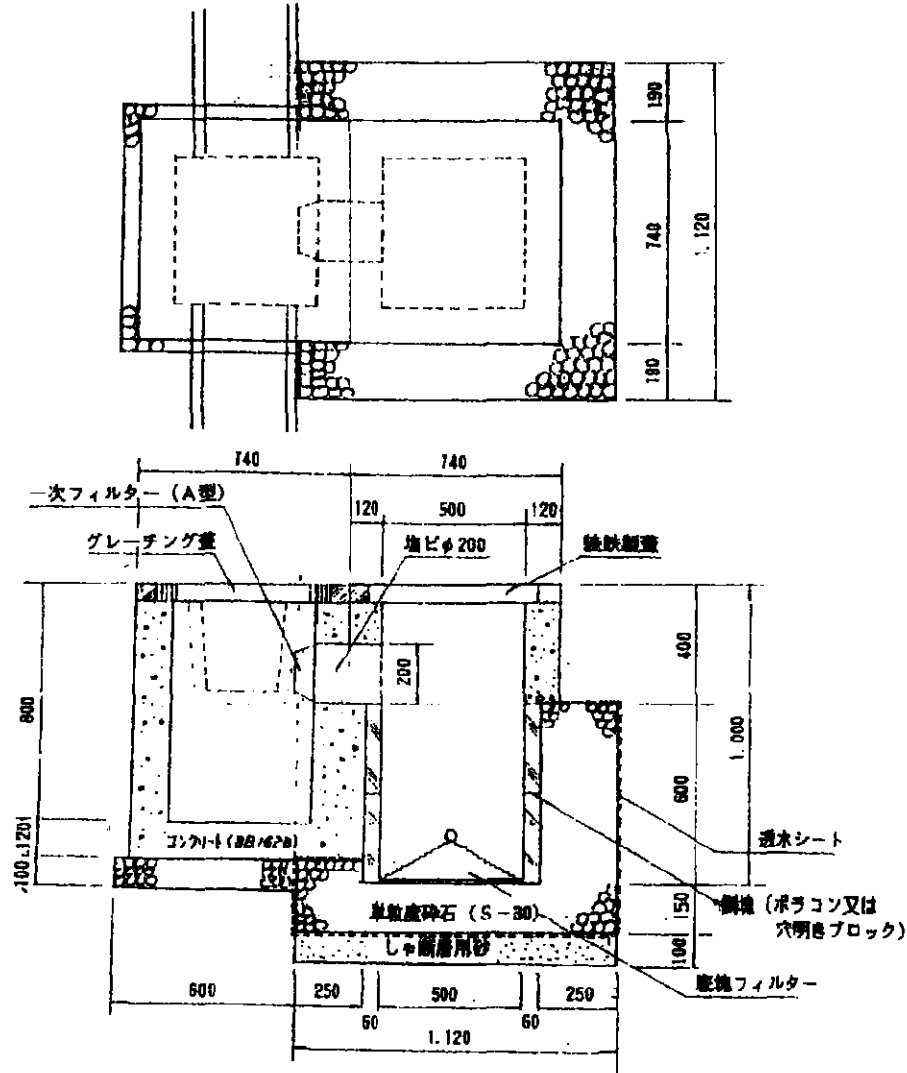 190
740
1.120
190
740
740
一次フィルター(A型)
120
500
120
グレーチング蓋
塩ビφ200
鋳鉄製蓋
200
400
800
1.000
600
120
コンクリート
透水シート
100
単粒度砕石(S-30)
150
側塊(ポラコン又は
穴明きブロック)
しゃ断層用砂
100
底塊フィルター
600
250
500
250
60
60
1.120